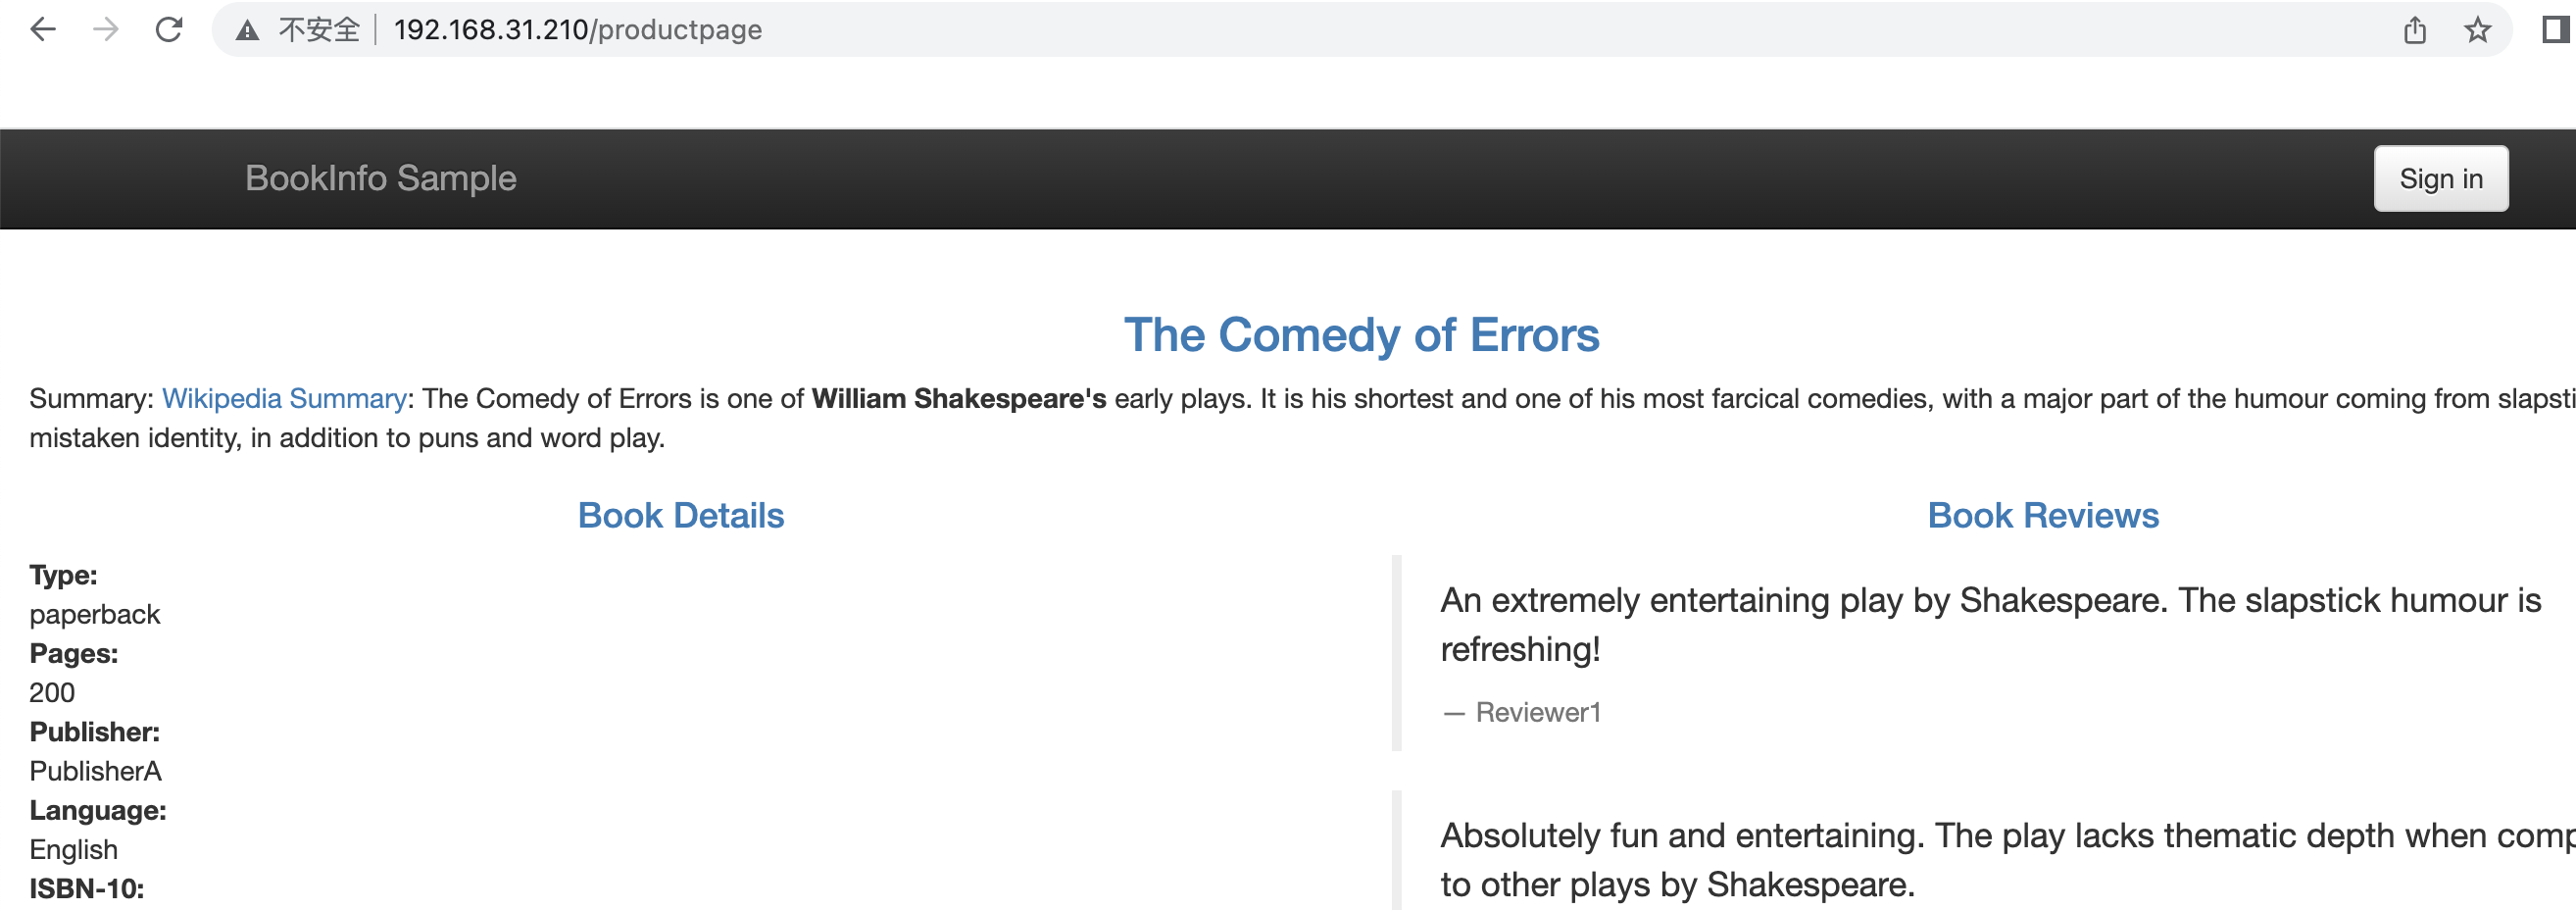 不安全 192.168.31.210/productpage
BookInfo Sample
Sign in
The Comedy of Errors
Summary: Wikipedia Summary: The Comedy of Errors is one of William Shakespeare's early plays. It is his shortest and one of his most farcical comedies, with a major part of the humour coming from
mistaken identity, in addition to puns and word play.
Book Details
Type:
paperback
Pages:
200
Publisher:
PublisherA
Language:
English
ISBN-10:
Book Reviews
An extremely entertaining play by Shakespeare. The slapstick humour is
refreshing!
— Reviewer1
Absolutely fun and entertaining. The play lacks thematic depth when
to other plays by Shakespeare.